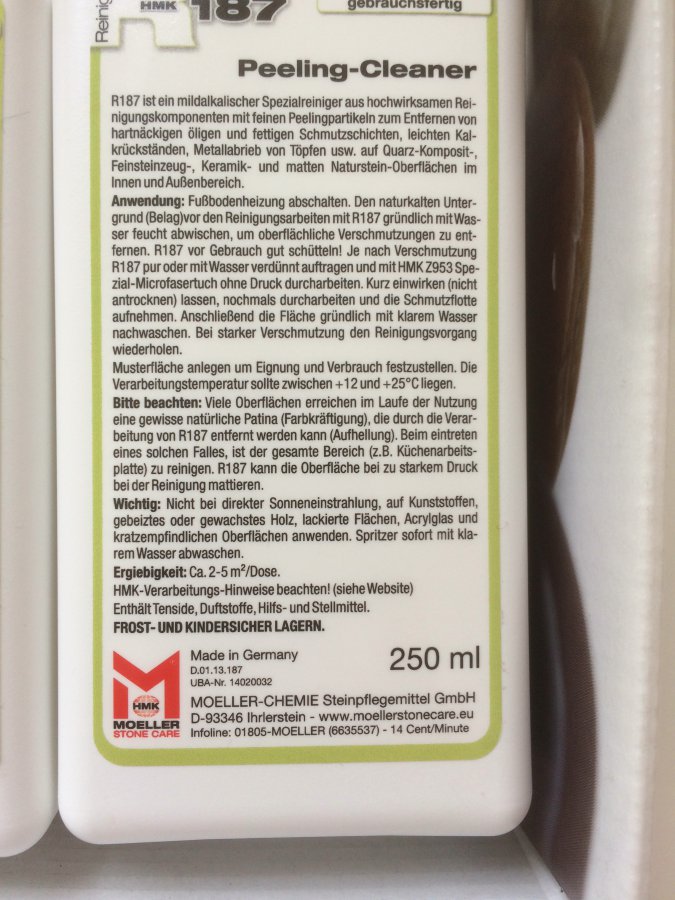 Reini
HMK
187
gebrauchsfertig
Peeling-Cleaner
R187 ist ein mildalkalischer Spezialreiniger aus hochwirksamen Rei-
nigungskomponenten mit feinen Peelingpartikeln zum Entfernen von
hartnäckigen öligen und fettigen Schmutzschichten, leichten Kal-
krückständen, Metallabrieb von Töpfen usw. auf Quarz-Komposit-,
Feinsteinzeug-, Keramik- und matten Naturstein-Oberflächen im
Innen und Außenbereich.
Anwendung: Fußbodenheizung abschalten. Den naturkalten Unter-
grund (Belag)vor den Reinigungsarbeiten mit R187 gründlich mit Was-
ser feucht abwischen, um oberflächliche Verschmutzungen zu ent-
fernen. R187 vor Gebrauch gut schütteln! Je nach Verschmutzung
R187 pur oder mit Wasser verdünnt auftragen und mit HMK Z953 Spe-
zial-Microfasertuch ohne Druck durcharbeiten. Kurz einwirken (nicht
antrocknen) lassen, nochmals durcharbeiten und die Schmutzflotte
aufnehmen. Anschließend die Fläche gründlich mit klarem Wasser
nachwaschen. Bei starker Verschmutzung den Reinigungsvorgang
wiederholen.
Musterfläche anlegen um Eignung und Verbrauch festzustellen. Die
Verarbeitungstemperatur sollte zwischen +12 und +25°C liegen.
Bitte beachten: Viele Oberflächen erreichen im Laufe der Nutzung
eine gewisse natürliche Patina (Farbkräftigung), die durch die Verar-
beitung von R187 entfernt werden kann (Aufhellung). Beim eintreten
eines solchen Falles, ist der gesamte Bereich (z.B. Küchenarbeits-
platte) zu reinigen. R187 kann die Oberfläche bei zu starkem Druck
bei der Reinigung mattieren.
Wichtig: Nicht bei direkter Sonneneinstrahlung, auf Kunststoffen,
gebeiztes oder gewachstes Holz, lackierte Flächen, Acrylglas und
kratzempfindlichen Oberflächen anwenden. Spritzer sofort mit kla-
rem Wasser abwaschen.
Ergiebigkeit: Ca. 2-5 m²/Dose.
HMK-Verarbeitungs-Hinweise beachten! (siehe Website)
Enthält Tenside, Duftstoffe, Hilfs- und Stellmittel.
FROST- UND KINDERSICHER LAGERN.
Made in Germany
D.01.13.187
UBA-Nr. 14020032
250 ml
HMK
MOELLER
STONE CARE
MOELLER-CHEMIE Steinpflegemittel GmbH
D-93346 Ihrlerstein - www.moellerstonecare.eu
Infoline: 01805-MOELLER (6635537) - 14 Cent/Minute